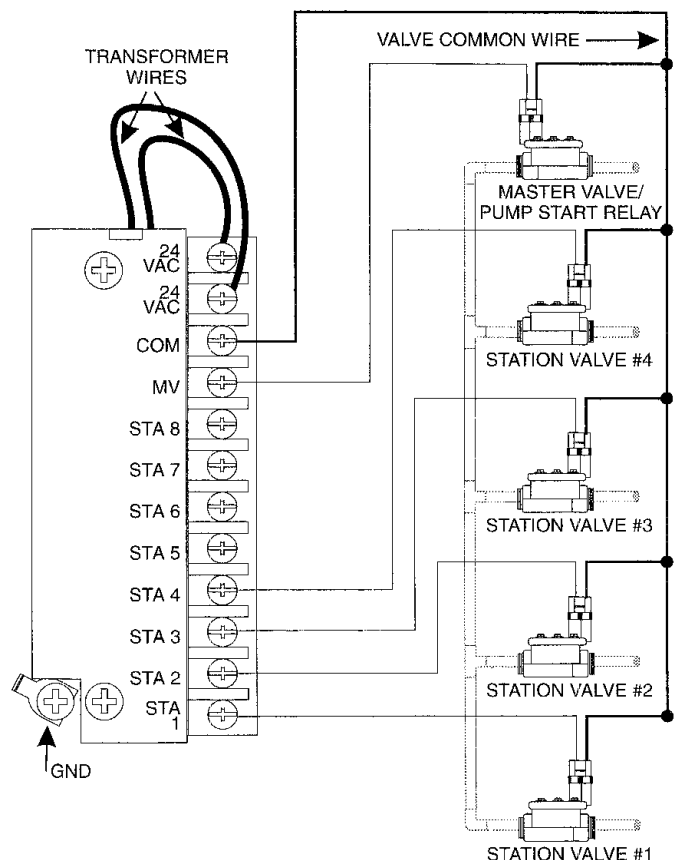 VALVE COMMON WIRE
TRANSFORMER
WIRES
MASTER VALVE/
PUMP START RELAY
24
VAC
24
VAC
COM
MV
STA 8
STA 7
STA 6
STA 5
STA 4
STA 3
STA 2
STA
1
GND
STATION VALVE #4
STATION VALVE #3
STATION VALVE #2
STATION VALVE #1